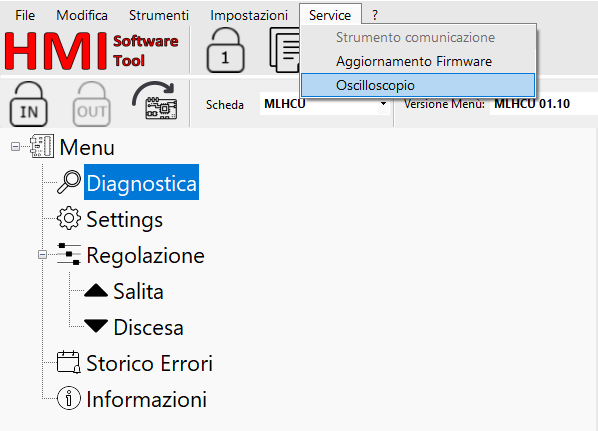 File Modifica Strumenti Impostazioni Service ?
HMI Software
Tool
1
Strumento comunicazione
Aggiornamento Firmware
Oscilloscopio
IN OUT Scheda MLHCU Versione Menù: MLHCU 01.10
Menu
Diagnostica
Settings
Regolazione
Salita
Discesa
Storico Errori
Informazioni